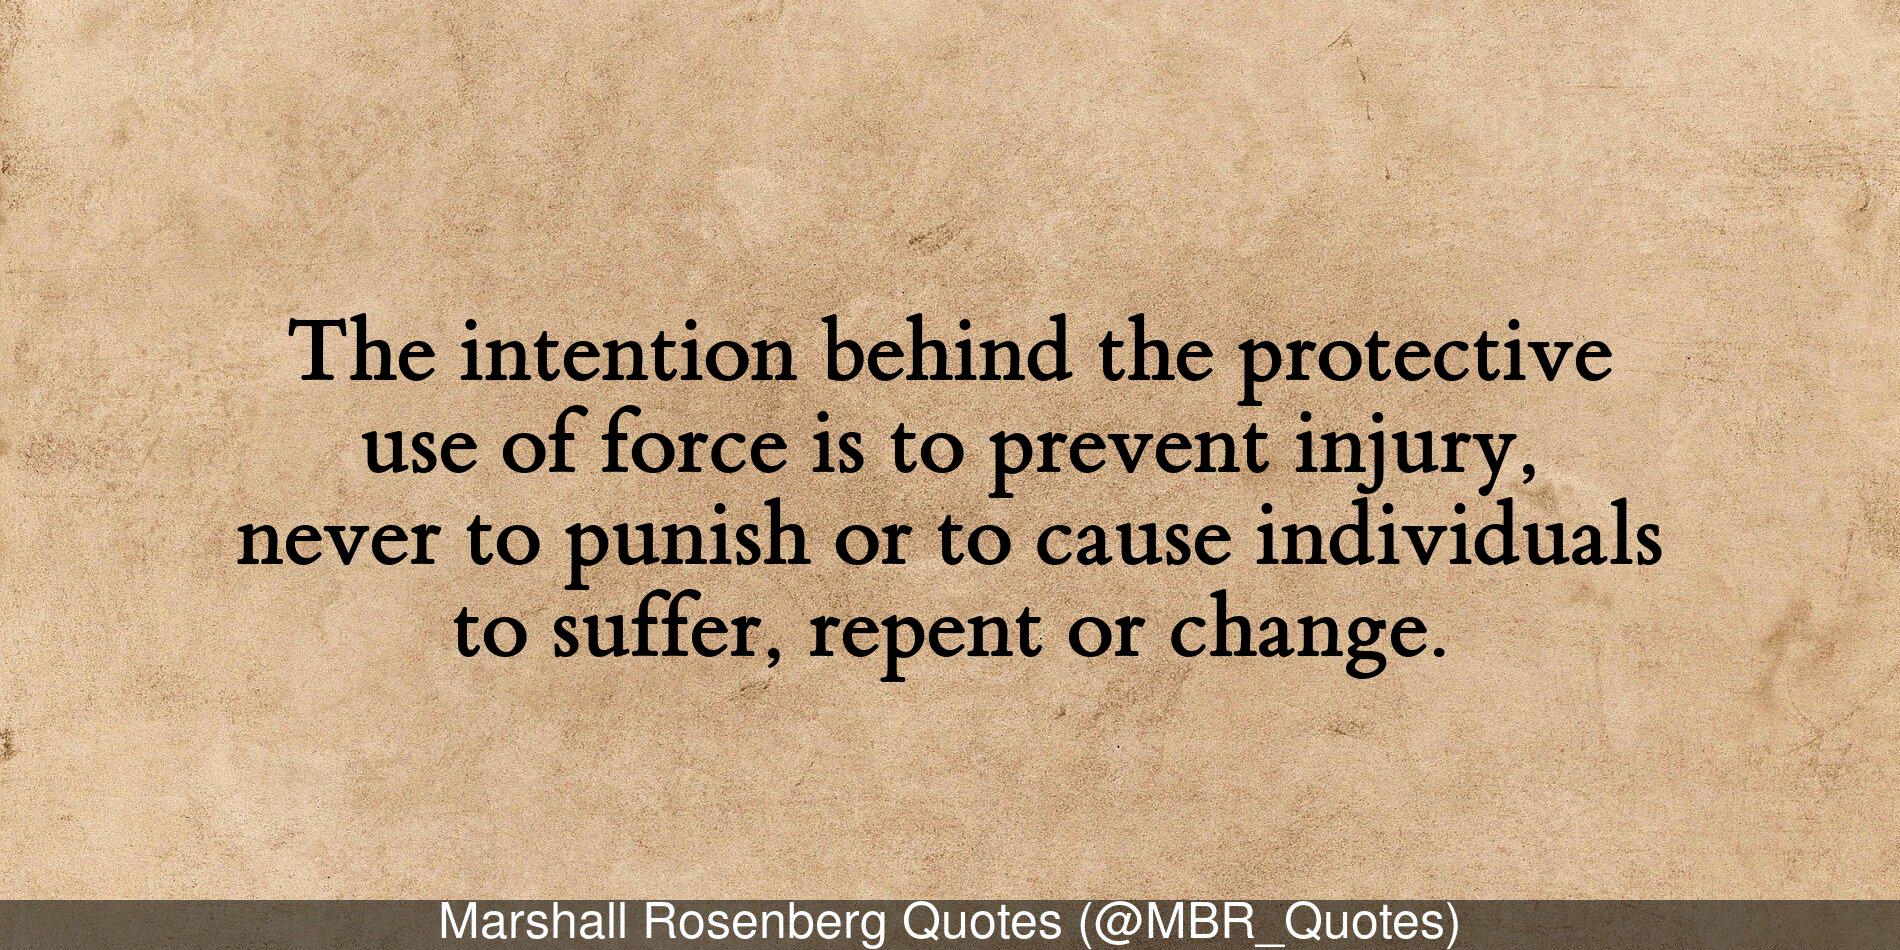 The intention behind the protective
use of force is to prevent injury,
never to punish or to cause individuals
to suffer, repent or change.
Marshall Rosenberg Quotes (@MBR_Quotes)